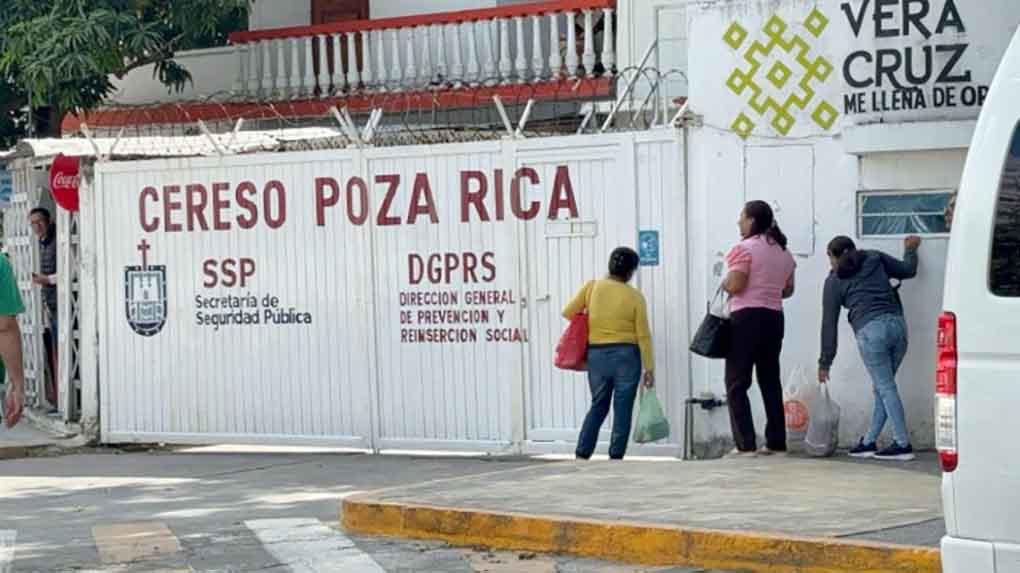 VERA
CRUZ
ME LLENA DE OR
Coca-Cola
CERESO POZA RICA
SSP
Secretaría de
Seguridad Pública
DGPRS
DIRECCION GENERAL
DE PREVENCION Y
REINSERCION SOCIAL